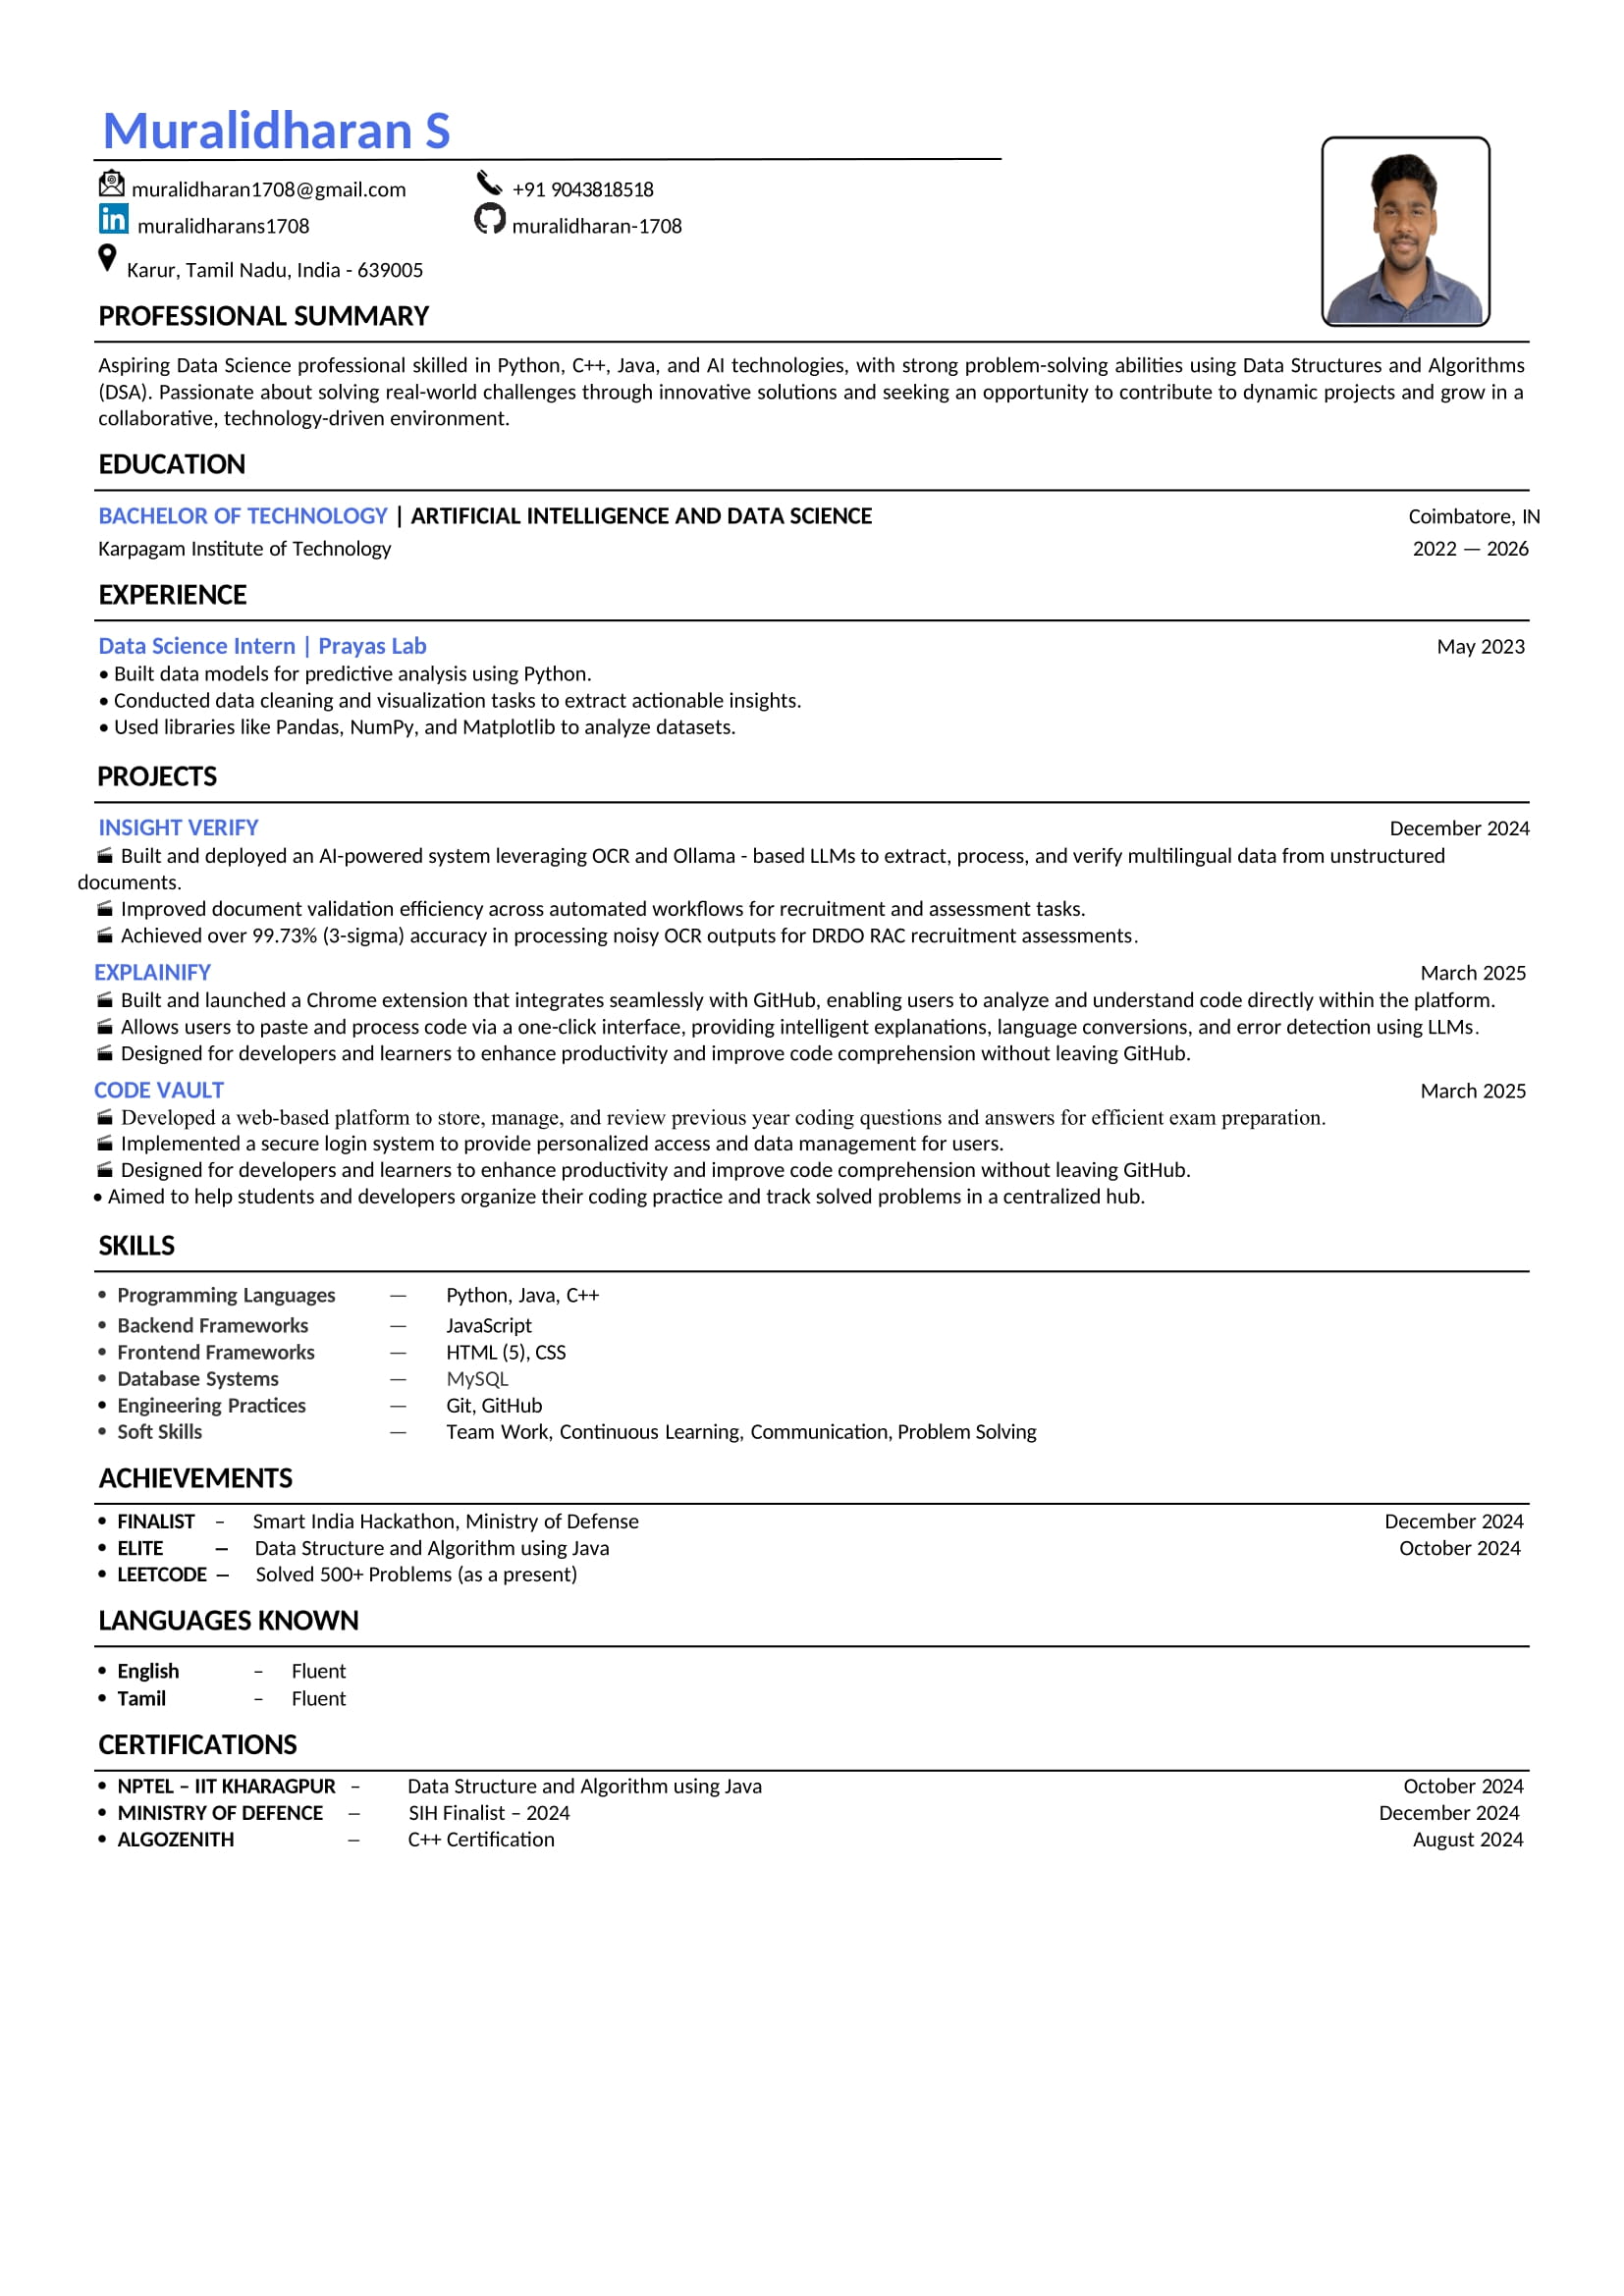 Muralidharan S
muralidharan1708@gmail.com +91 9043818518
in muralidharans1708 muralidharan-1708
Karur, Tamil Nadu, India - 639005
PROFESSIONAL SUMMARY
Aspiring Data Science professional skilled in Python, C++, Java, and AI technologies, with strong problem-solving abilities using Data Structures and Algorithms
(DSA). Passionate about solving real-world challenges through innovative solutions and seeking an opportunity to contribute to dynamic projects and grow in a
collaborative, technology-driven environment.
EDUCATION
BACHELOR OF TECHNOLOGY | ARTIFICIAL INTELLIGENCE AND DATA SCIENCE Coimbatore, IN
Karpagam Institute of Technology 2022 — 2026
EXPERIENCE
Data Science Intern | Prayas Lab May 2023
• Built data models for predictive analysis using Python.
• Conducted data cleaning and visualization tasks to extract actionable insights.
• Used libraries like Pandas, NumPy, and Matplotlib to analyze datasets.
PROJECTS
INSIGHT VERIFY December 2024
🎬 Built and deployed an AI-powered system leveraging OCR and Ollama - based LLMs to extract, process, and verify multilingual data from unstructured
documents.
🎬 Improved document validation efficiency across automated workflows for recruitment and assessment tasks.
🎬 Achieved over 99.73% (3-sigma) accuracy in processing noisy OCR outputs for DRDO RAC recruitment assessments.
EXPLAINIFY March 2025
🎬 Built and launched a Chrome extension that integrates seamlessly with GitHub, enabling users to analyze and understand code directly within the platform.
🎬 Allows users to paste and process code via a one-click interface, providing intelligent explanations, language conversions, and error detection using LLMs.
🎬 Designed for developers and learners to enhance productivity and improve code comprehension without leaving GitHub.
CODE VAULT March 2025
🎬 Developed a web-based platform to store, manage, and review previous year coding questions and answers for efficient exam preparation.
🎬 Implemented a secure login system to provide personalized access and data management for users.
🎬 Designed for developers and learners to enhance productivity and improve code comprehension without leaving GitHub.
• Aimed to help students and developers organize their coding practice and track solved problems in a centralized hub.
SKILLS
• Programming Languages — Python, Java, C++
• Backend Frameworks — JavaScript
• Frontend Frameworks — HTML (5), CSS
• Database Systems — MySQL
• Engineering Practices — Git, GitHub
• Soft Skills — Team Work, Continuous Learning, Communication, Problem Solving
ACHIEVEMENTS
• FINALIST – Smart India Hackathon, Ministry of Defense December 2024
• ELITE – Data Structure and Algorithm using Java October 2024
• LEETCODE – Solved 500+ Problems (as a present)
LANGUAGES KNOWN
• English – Fluent
• Tamil – Fluent
CERTIFICATIONS
• NPTEL – IIT KHARAGPUR – Data Structure and Algorithm using Java October 2024
• MINISTRY OF DEFENCE – SIH Finalist – 2024 December 2024
• ALGOZENITH – C++ Certification August 2024